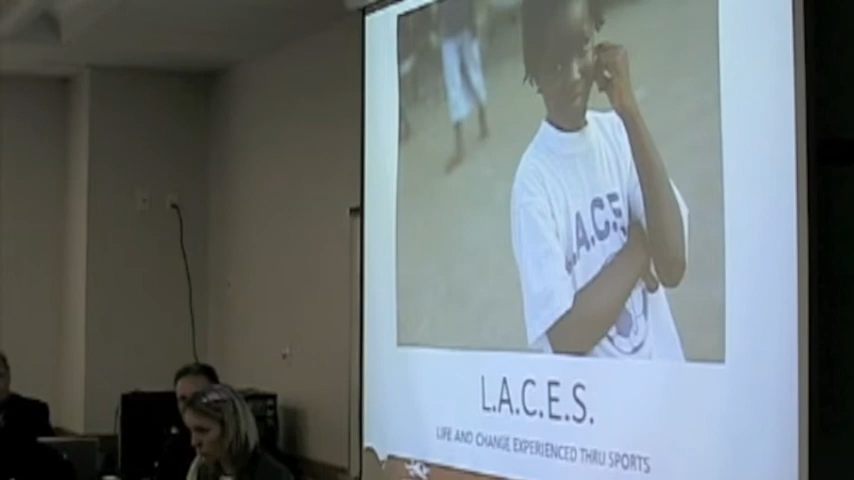 L.A.C.E
L.A.C.E.S.
LIFE AND CHANGE EXPERIENCED THRU SPORTS